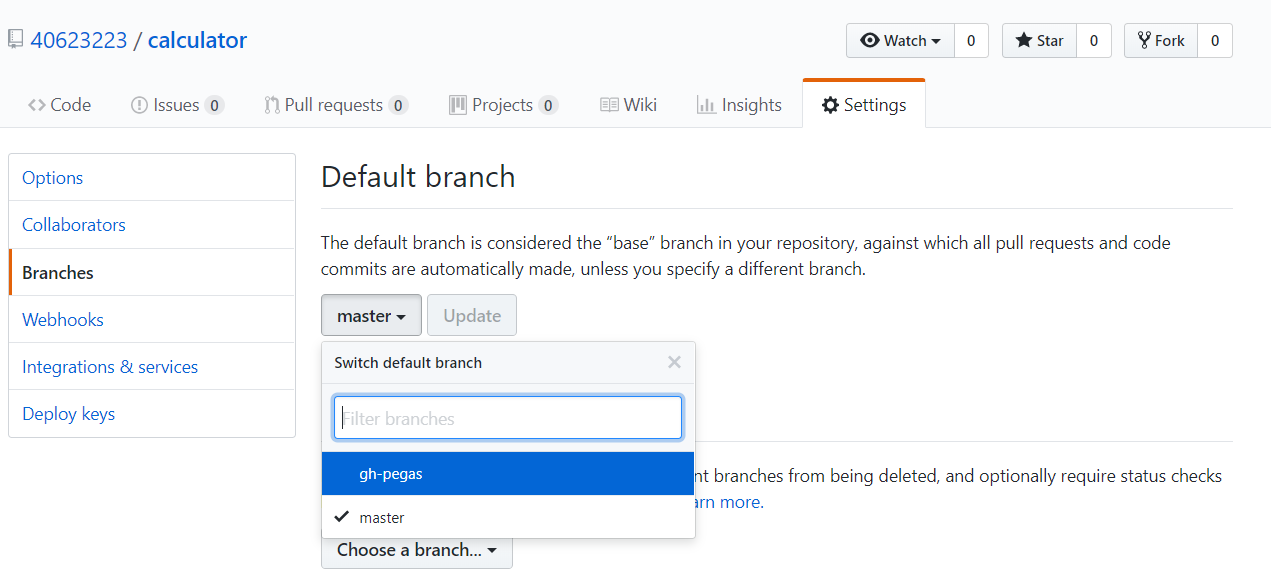 40623223 / calculator
Watch 0 Star 0 Fork 0
Code Issues 0 Pull requests 0 Projects 0 Wiki Insights Settings
Options
Collaborators
Branches
Webhooks
Integrations & services
Deploy keys
Default branch
The default branch is considered the “base” branch in your repository, against which all pull requests and code
commits are automatically made, unless you specify a different branch.
master Update
Switch default branch
Filter branches
gh-pegas
master
nt branches from being deleted, and optionally require status checks
arn more.
Choose a branch...